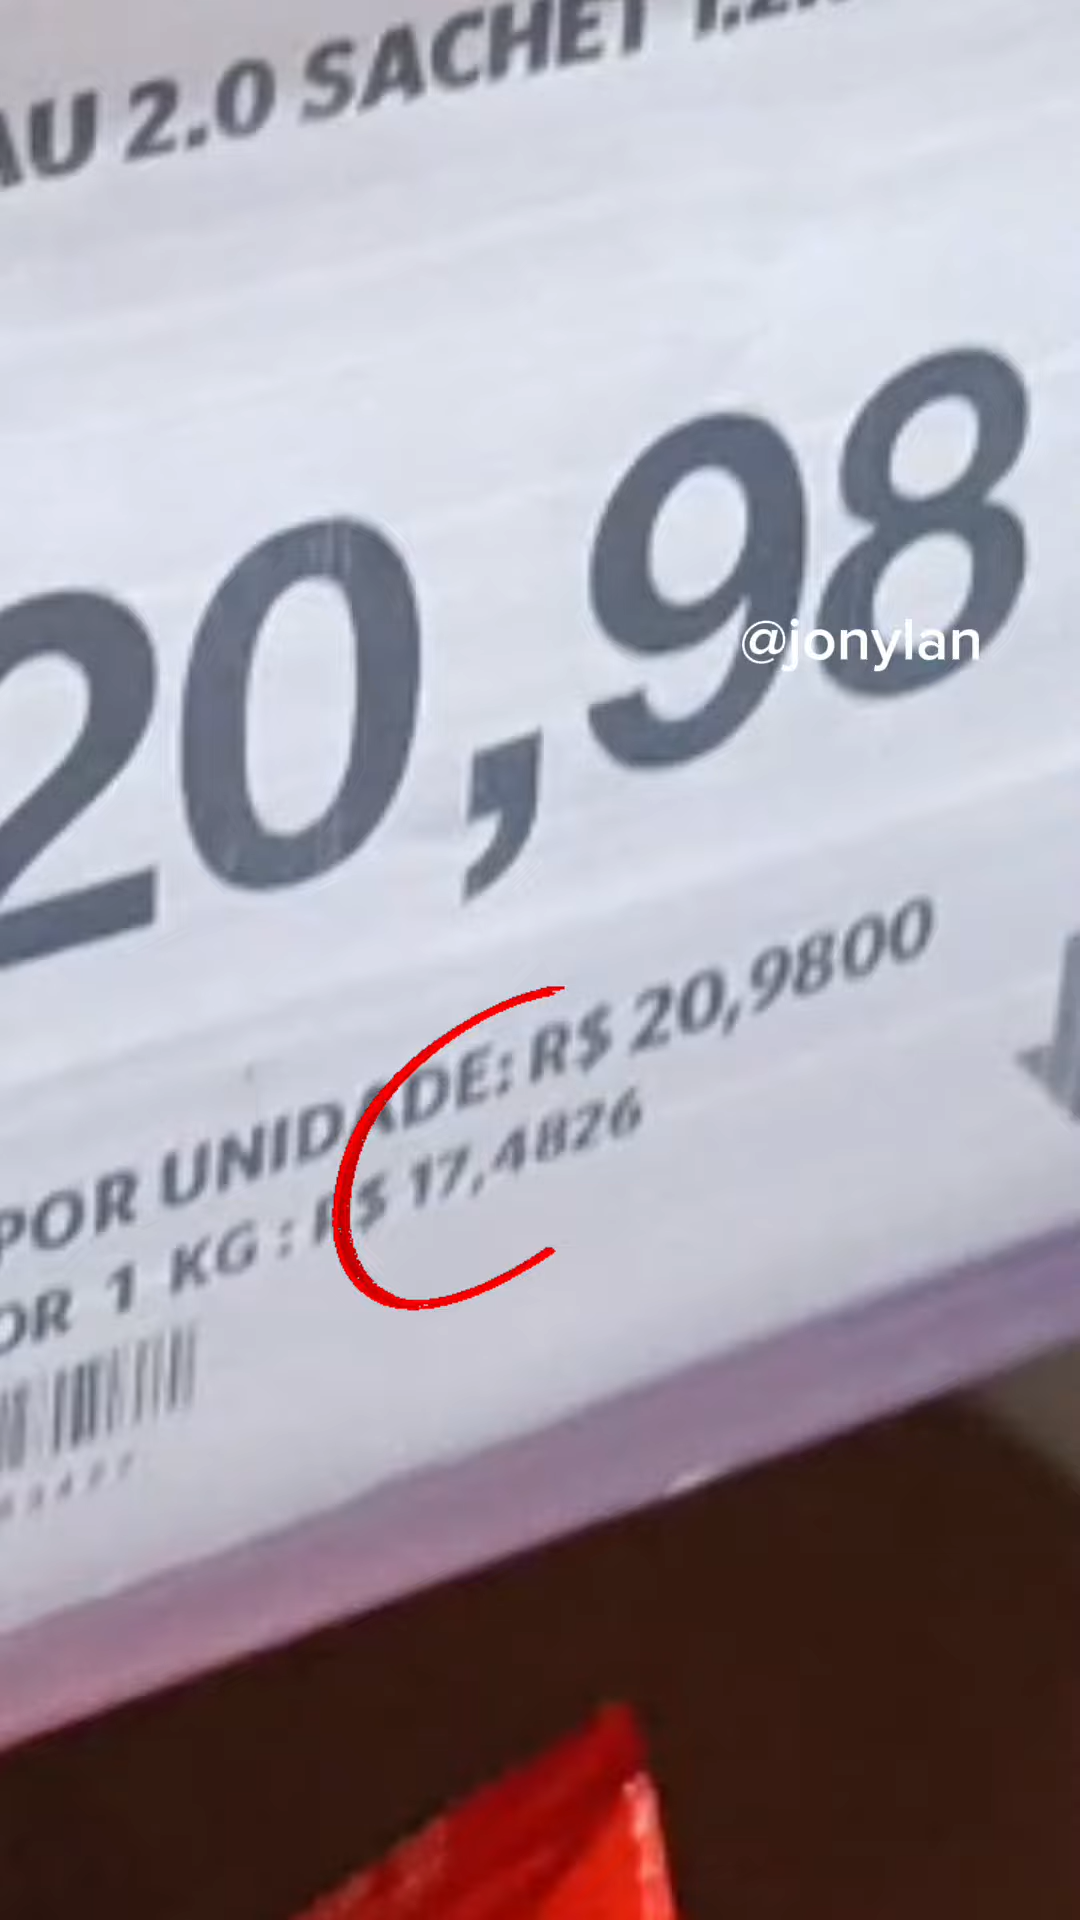 AU 2.0 SACHET
20,98
@jonylan
POR UNIDADE: R$ 20,9800
OR 1 KG : R$ 17,4826